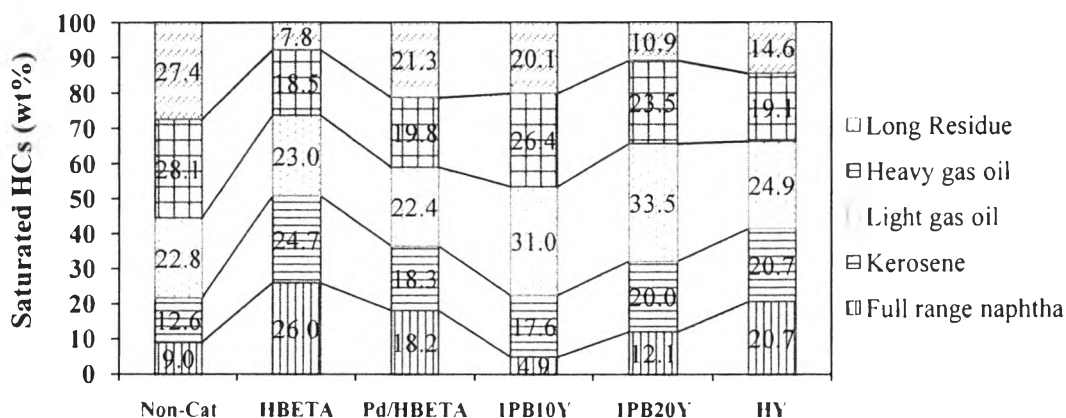 Saturated HCs (wt%)
100
90
80
70
60
50
40
30
20
10
0
27.4 7.8 21.3 20.1 10.9 14.6
28.1 18.5 19.8 26.4 23.5 19.1
22.8 23.0 22.4 31.0 33.5 24.9
12.6 24.7 18.3 17.6 20.0 20.7
9.0 26.0 18.2 4.9 12.1 20.7
Non-Cat HBETA Pd/HBETA 1PB10Y 1PB20Y HY
Long Residue
Heavy gas oil
Light gas oil
Kerosene
Full range naphtha